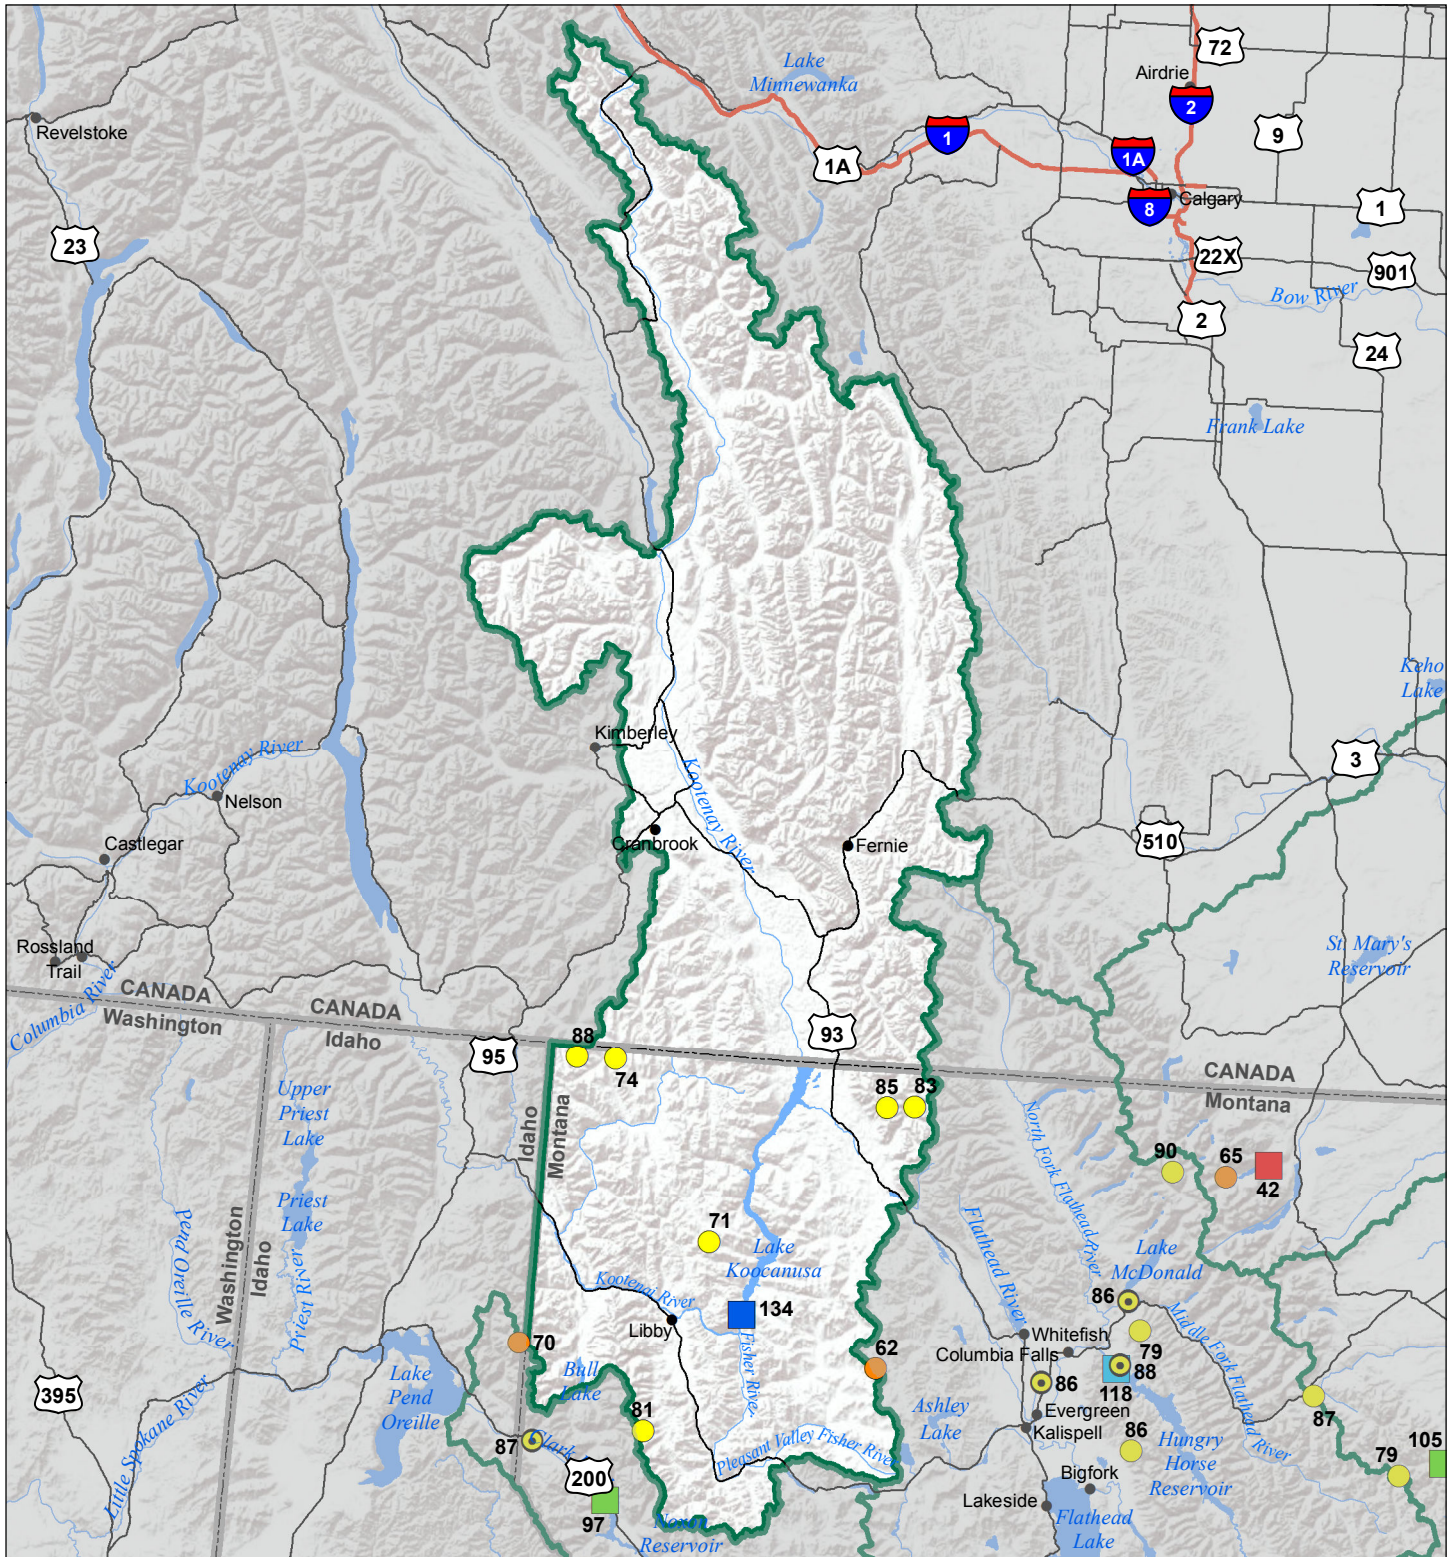 72
Airdrie
Lake
Minnewanka
2
9
Revelstoke
1
1A
1A
8
Calgary
1
23
22X
901
Bow River
2
24
Frank Lake
Keho
Lake
Kimberley
3
Kootenay River
Kootenay River
Nelson
Castlegar
Cranbrook
Fernie
510
Rossland
Trail
St. Mary's
Reservoir
Columbia River
CANADA
Washington
CANADA
Idaho
95
88
74
93
85
83
CANADA
Montana
Upper
Priest
Lake
Idaho
Montana
North Fork Flathead River
90
65
42
Priest
Lake
Pend Oreille River
Washington
Idaho
Priest River
71
Lake
Koocanusa
Flathead River
Lake
McDonald
Kootenai River
134
Libby
Fisher River
86
Whitefish
Columbia Falls
79
Middle Fork Flathead River
88
118
70
62
Bull
Lake
Lake
Pend
Oreille
395
86
87
Ashley
Lake
Evergreen
Kalispell
81
Little Spokane River
87
Clark
Pleasant Valley Fisher River
86
Hungry
Horse
Reservoir
105
79
200
Bigfork
Lakeside
97
Noxon
Reservoir
Flathead
Lake